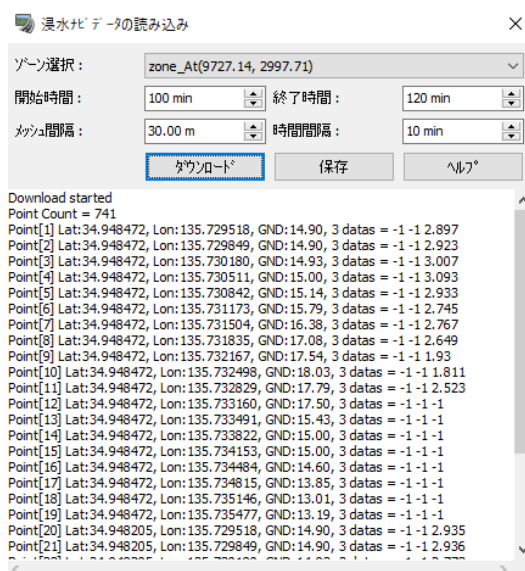 浸水ナビデータの読み込み
ゾーン選択： zone_At(9727.14, 2997.71)
開始時間： 100 min 終了時間： 120 min
メッシュ間隔： 30.00 m 時間間隔： 10 min
ダウンロード 保存 ヘルプ
Download started
Point Count = 741
Point[1] Lat:34.948472, Lon:135.729518, GND:14.90, 3 datas = -1 -1 2.897
Point[2] Lat:34.948472, Lon:135.729849, GND:14.90, 3 datas = -1 -1 2.923
Point[3] Lat:34.948472, Lon:135.730180, GND:14.93, 3 datas = -1 -1 3.007
Point[4] Lat:34.948472, Lon:135.730511, GND:15.00, 3 datas = -1 -1 3.093
Point[5] Lat:34.948472, Lon:135.730842, GND:15.14, 3 datas = -1 -1 2.933
Point[6] Lat:34.948472, Lon:135.731173, GND:15.79, 3 datas = -1 -1 2.745
Point[7] Lat:34.948472, Lon:135.731504, GND:16.38, 3 datas = -1 -1 2.767
Point[8] Lat:34.948472, Lon:135.731835, GND:17.08, 3 datas = -1 -1 2.649
Point[9] Lat:34.948472, Lon:135.732167, GND:17.54, 3 datas = -1 -1 1.93
Point[10] Lat:34.948472, Lon:135.732498, GND:18.03, 3 datas = -1 -1 1.811
Point[11] Lat:34.948472, Lon:135.732829, GND:17.79, 3 datas = -1 -1 2.523
Point[12] Lat:34.948472, Lon:135.733160, GND:17.50, 3 datas = -1 -1 -1
Point[13] Lat:34.948472, Lon:135.733491, GND:15.43, 3 datas = -1 -1 -1
Point[14] Lat:34.948472, Lon:135.733822, GND:15.00, 3 datas = -1 -1 -1
Point[15] Lat:34.948472, Lon:135.734153, GND:15.00, 3 datas = -1 -1 -1
Point[16] Lat:34.948472, Lon:135.734484, GND:14.60, 3 datas = -1 -1 -1
Point[17] Lat:34.948472, Lon:135.734815, GND:13.85, 3 datas = -1 -1 -1
Point[18] Lat:34.948472, Lon:135.735146, GND:13.01, 3 datas = -1 -1 -1
Point[19] Lat:34.948472, Lon:135.735477, GND:13.19, 3 datas = -1 -1 -1
Point[20] Lat:34.948205, Lon:135.729518, GND:14.90, 3 datas = -1 -1 2.935
Point[21] Lat:34.948205, Lon:135.729849, GND:14.90, 3 datas = -1 -1 2.936